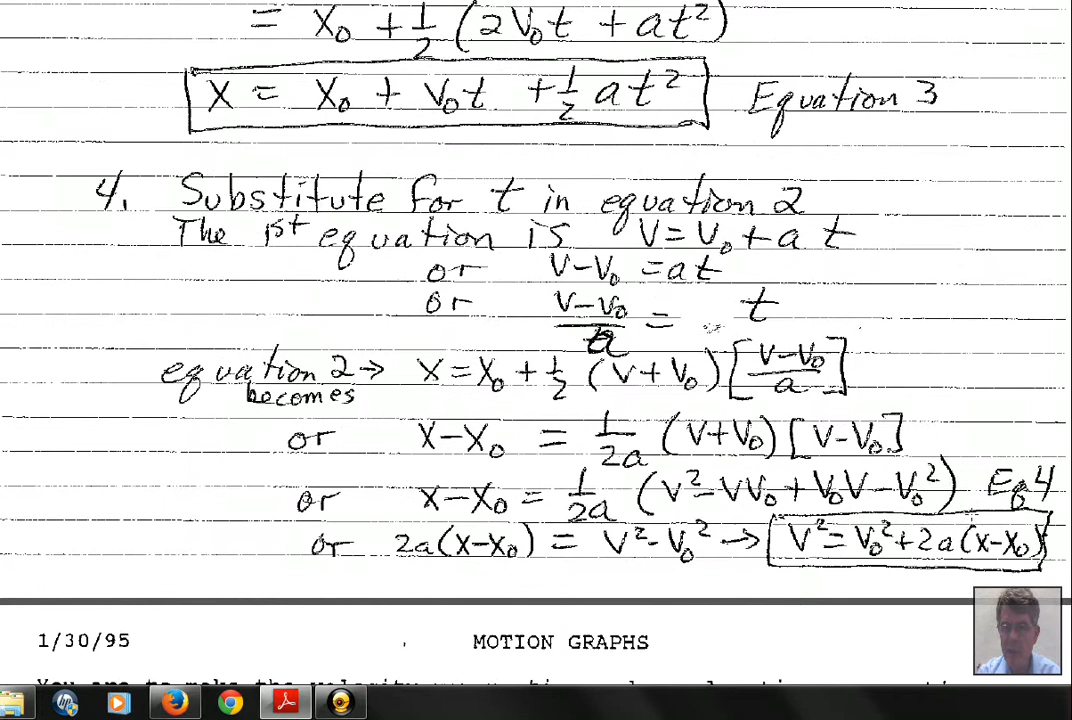 = X₀ + 1/2 (2V₀t + at²)
X = X₀ + V₀t + 1/2 at² Equation 3
4. Substitute for t in equation 2
The 1st equation is V = V₀ + a t
or V-V₀ = at
or (V-V₀)/a = t
equation 2 → X = X₀ + 1/2 (V+V₀) [(V-V₀)/a]
becomes
or X-X₀ = 1/2a (V+V₀) [V-V₀]
or X-X₀ = 1/2a (V²-VV₀+V₀V-V₀²) Eq 4
or 2a(X-X₀) = V²-V₀² → V² = V₀²+2a(X-X₀)
1/30/95 MOTION GRAPHS